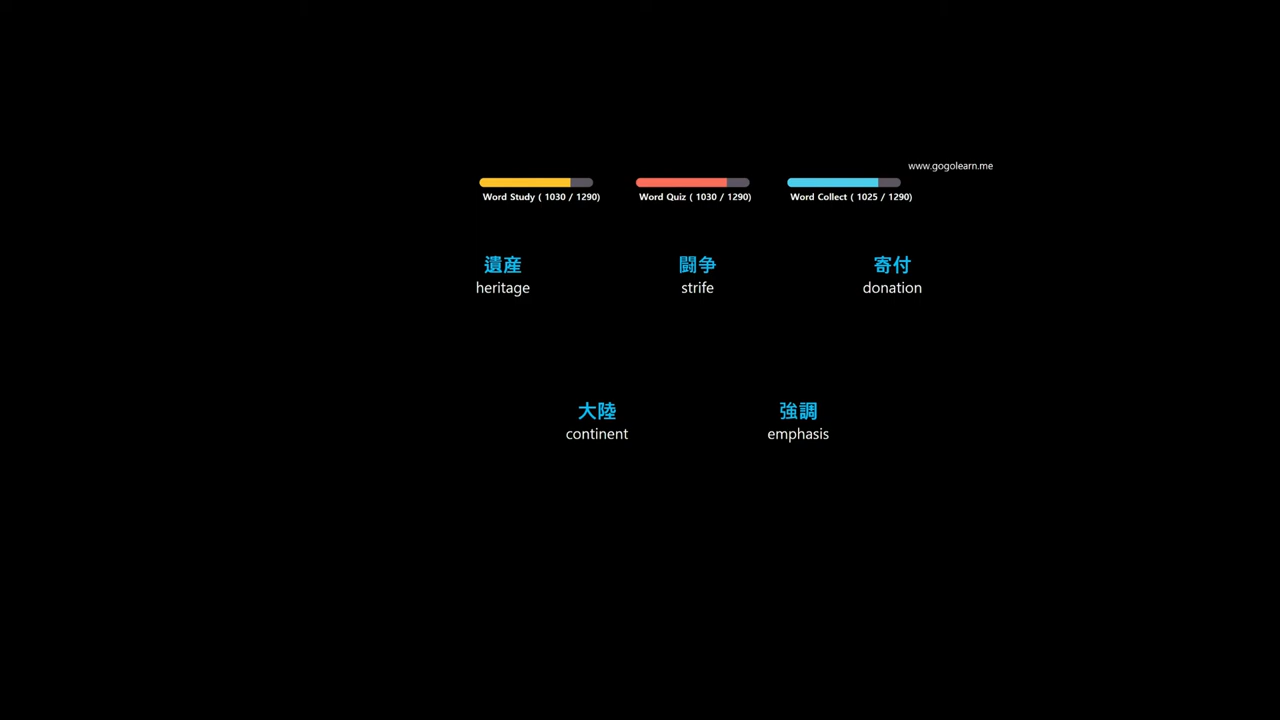 www.gogolearn.me
Word Study ( 1030 / 1290)
Word Quiz ( 1030 / 1290)
Word Collect ( 1025 / 1290)
遺産
heritage
闘争
strife
寄付
donation
大陸
continent
強調
emphasis